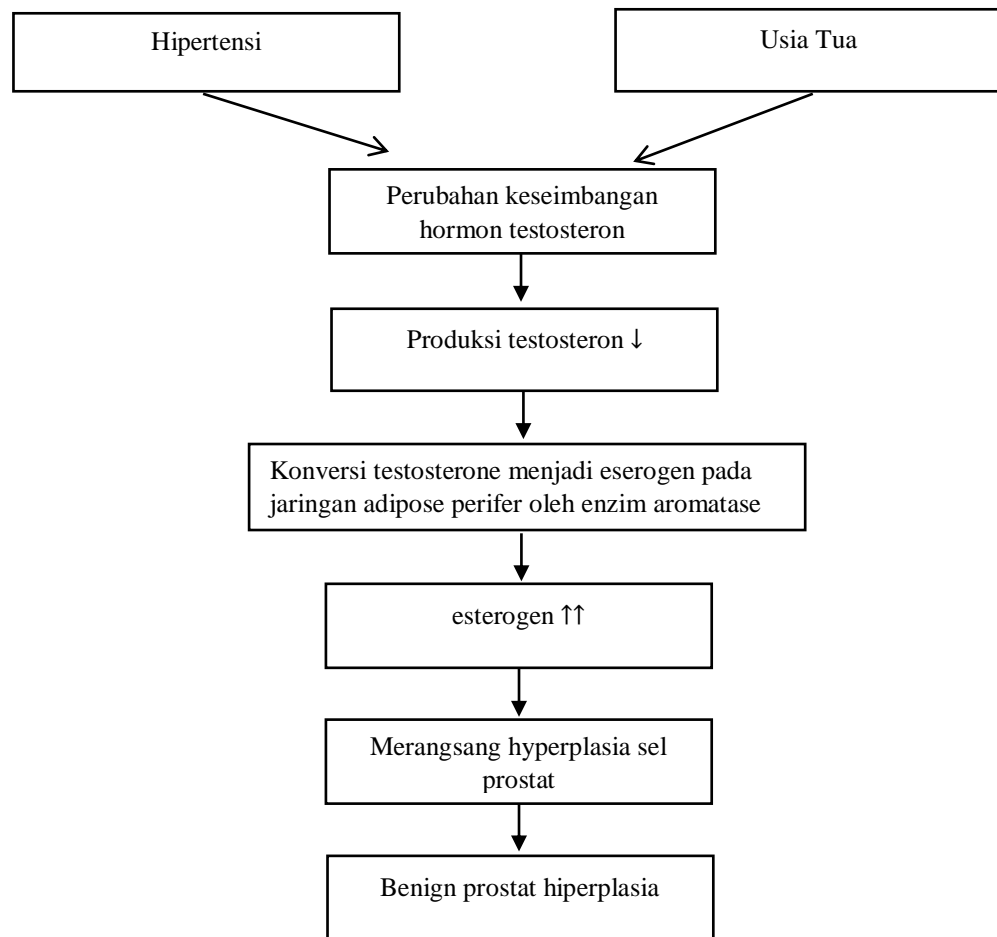 Hipertensi
Usia Tua
Perubahan keseimbangan
hormon testosteron
Produksi testosteron ↓
Konversi testosterone menjadi eserogen pada
jaringan adipose perifer oleh enzim aromatase
esterogen ↑↑
Merangsang hyperplasia sel
prostat
Benign prostat hiperplasia